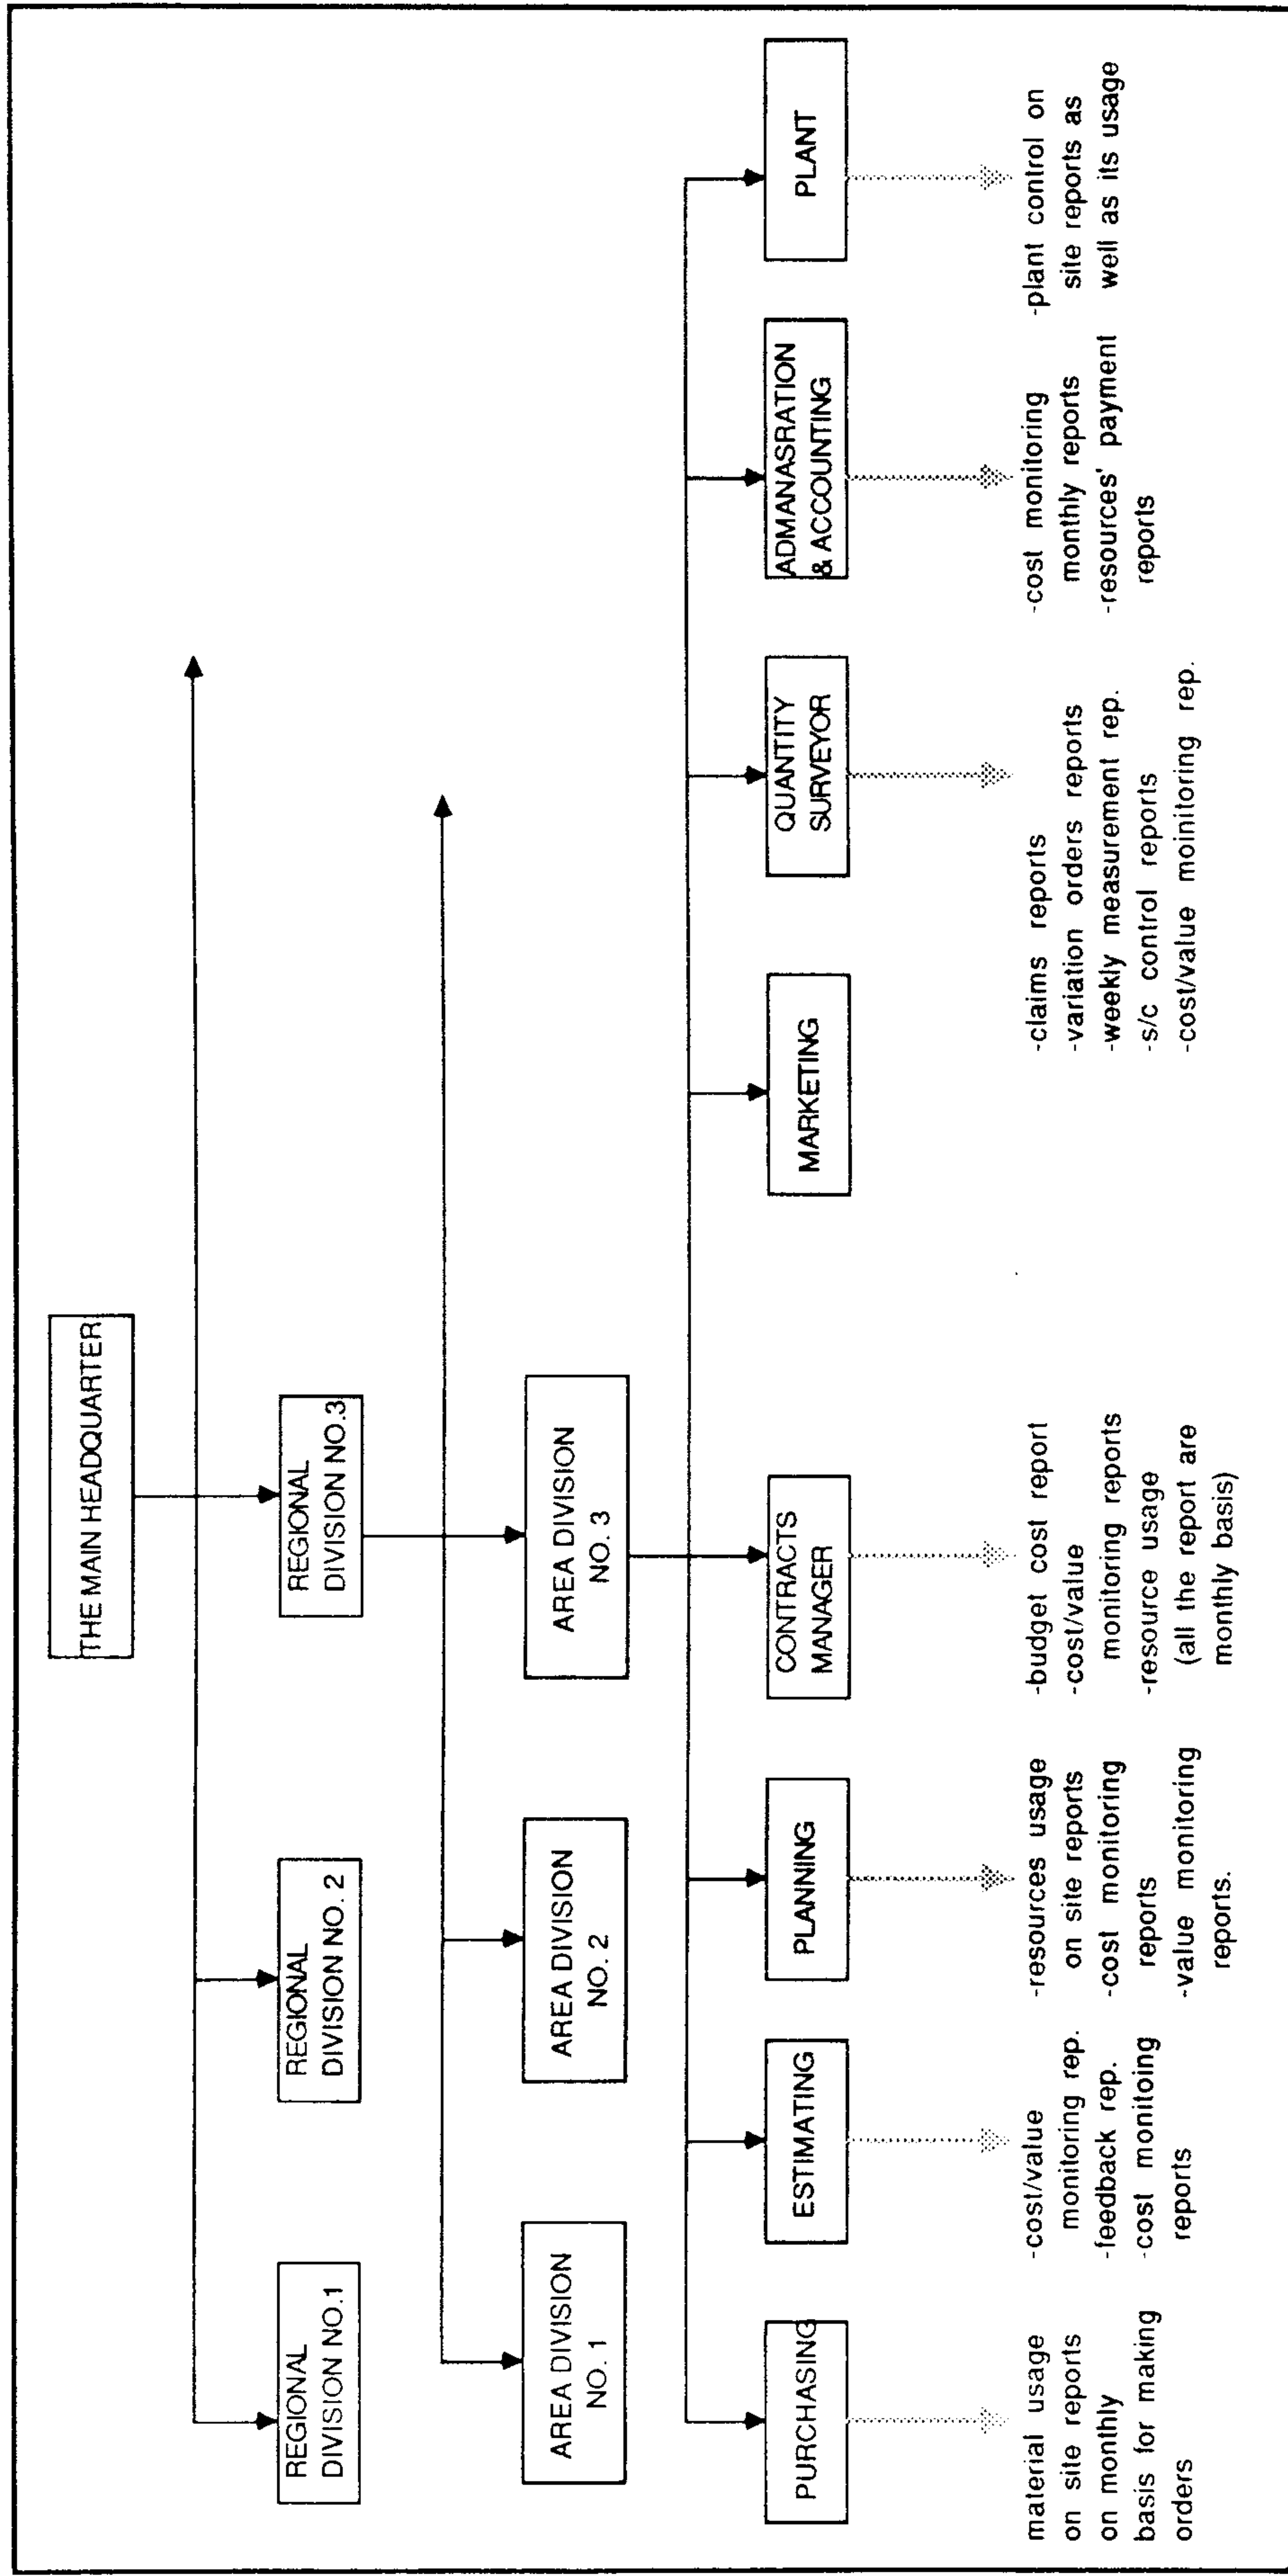 THE MAIN HEADQUARTER
REGIONAL
DIVISION NO.1
REGIONAL
DIVISION NO. 2
REGIONAL
DIVISION NO.3
AREA DIVISION
NO. 1
AREA DIVISION
NO. 2
AREA DIVISION
NO. 3
PURCHASING
ESTIMATING
PLANNING
CONTRACTS
MANAGER
MARKETING
QUANTITY
SURVEYOR
ADMANASRATION
& ACCOUNTING
PLANT
material usage
on site reports
on monthly
basis for making
orders
-cost/value
monitoring rep.
-feedback rep.
-cost monitoing
reports
-resources usage
on site reports
-cost monitoring
reports
-value monitoring
reports.
-budget cost report
-cost/value
monitoring reports
-resource usage
(all the report are
monthly basis)
-claims reports
-variation orders reports
-weekly measurement rep.
-s/c control reports
-cost/value moinitoring rep.
-cost monitoring
monthly reports
-resources' payment
reports
-plant control on
site reports as
well as its usage